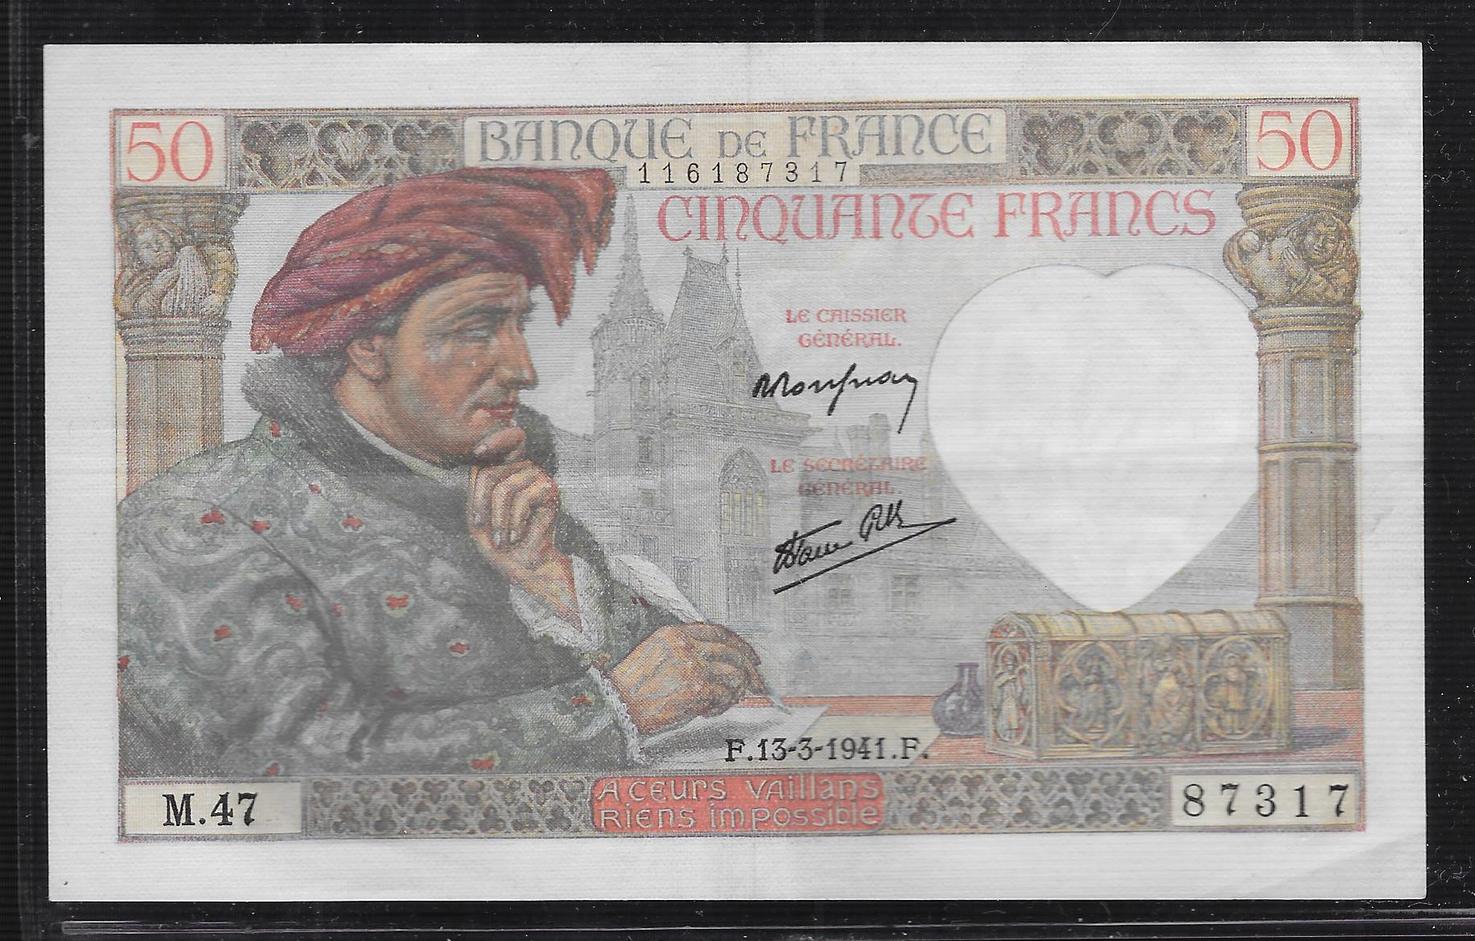 50
BANQUE DE FRANCE
50
116187317
CINQUANTE FRANCS
LE CAISSIER
GÉNÉRAL.
LE SECRÉTAIRE
GÉNÉRAL
F.13-3-1941.F.
M.47
A CEURS VAILLANS
RIENS IMPOSSIBLE
87317